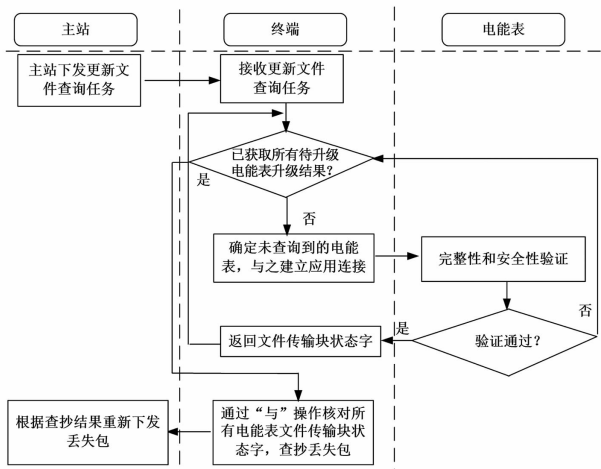 主站
终端
电能表
主站下发更新文
件查询任务
接收更新文件
查询任务
已获取所有待升级
电能表升级结果？
是
否
确定未查询到的电能
表，与之建立应用连接
完整性和安全性验证
否
是
返回文件传输块状态字
验证通过？
根据查抄结果重新下发
丢失包
通过“与”操作核对所
有电能表文件传输块状
态字，查抄丢失包